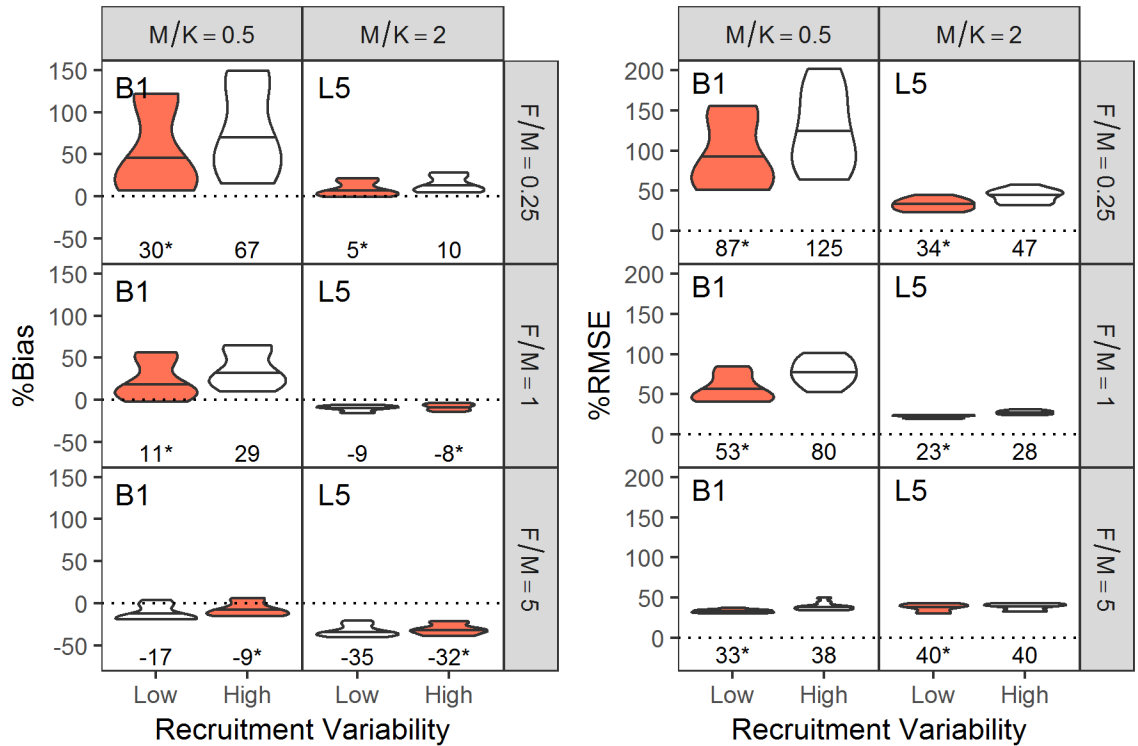 M/K = 0.5 M/K = 2
150 B1 L5 F/M = 0.25
100
50
0
-50 30* 67 5* 10
150 B1 L5 F/M = 1
100
50
0
-50 11* 29 -9 -8*
150 B1 L5 F/M = 5
100
50
0
-50 -17 -9* -35 -32*
%Bias
Low High Low High
Recruitment Variability
M/K = 0.5 M/K = 2
200 B1 L5 F/M = 0.25
150
100
50
0
87* 125 34* 47
200 B1 L5 F/M = 1
150
100
50
0
53* 80 23* 28
200 B1 L5 F/M = 5
150
100
50
0
33* 38 40* 40
%RMSE
Low High Low High
Recruitment Variability